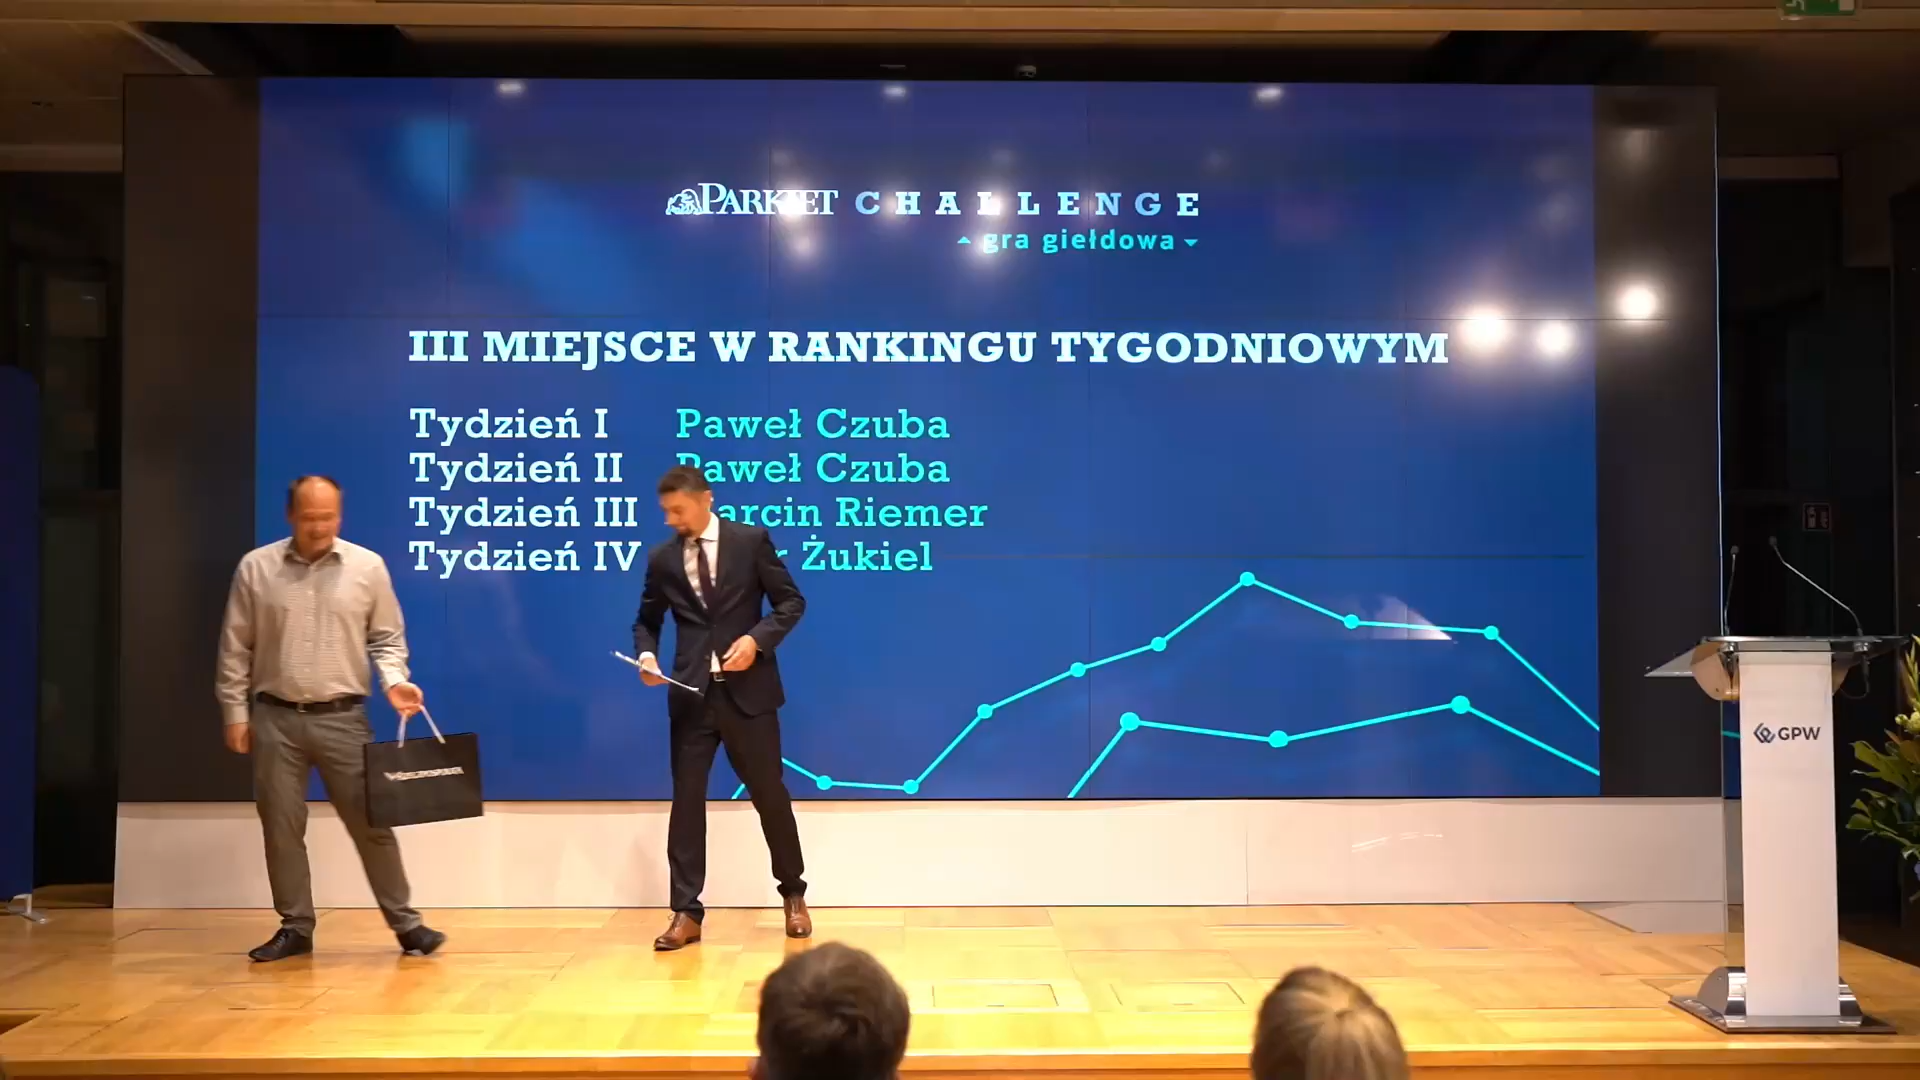 PARKIET CHALLENGE
gra giełdowa
III MIEJSCE W RANKINGU TYGODNIOWYM
Tydzień I Paweł Czuba
Tydzień II Paweł Czuba
Tydzień III Riemer
Tydzień IV Żukiel
GPW